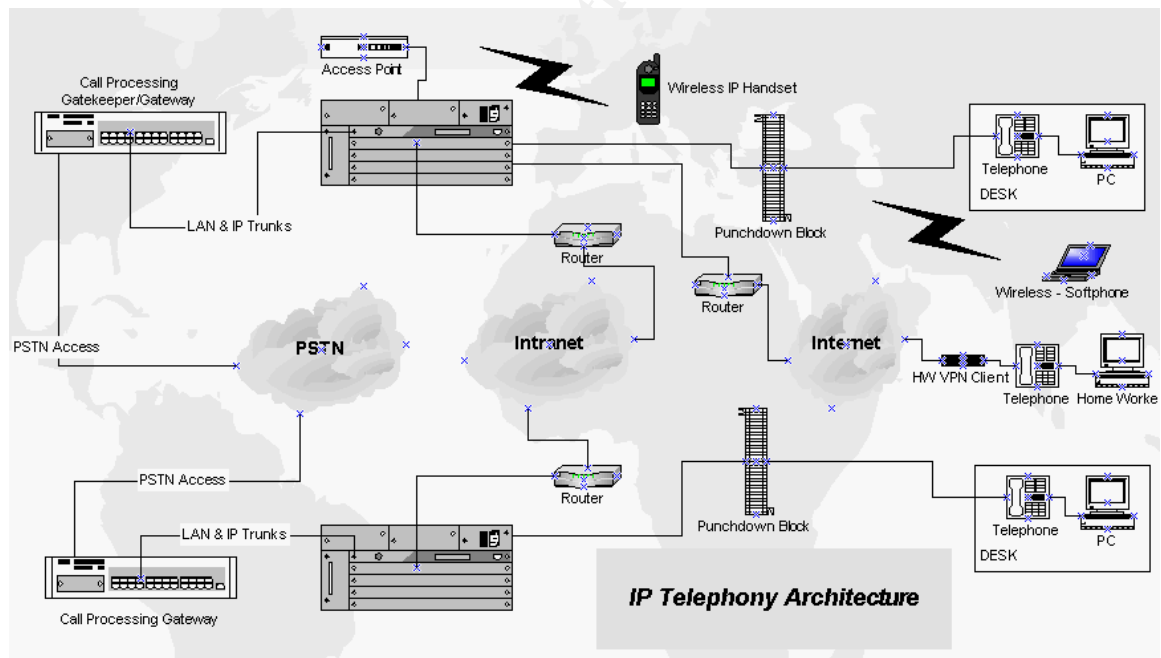 Access Point
Call Processing
Gatekeeper/Gateway
Wireless IP Handset
Telephone
PC
DESK
LAN & IP Trunks
Punchdown Block
Router
Wireless - Softphone
Router
PSTN Access
PSTN
Intranet
Internet
HW VPN Client
Telephone
Home Worke
PSTN Access
Router
Punchdown Block
Telephone
PC
DESK
LAN & IP Trunks
Call Processing Gateway
IP Telephony Architecture